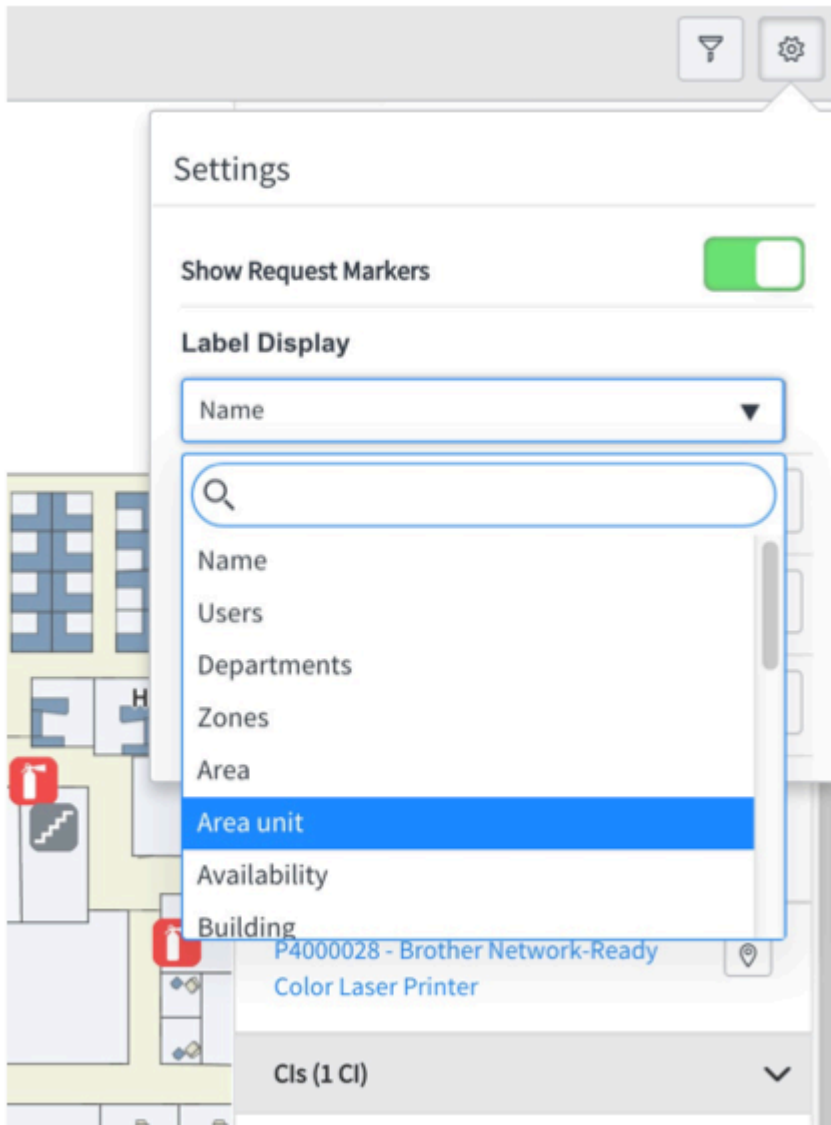 Settings
Show Request Markers
Label Display
Name
Name
Users
Departments
Zones
Area
Area unit
Availability
Building
H
P4000028 - Brother Network-Ready
Color Laser Printer
CIs (1 CI)